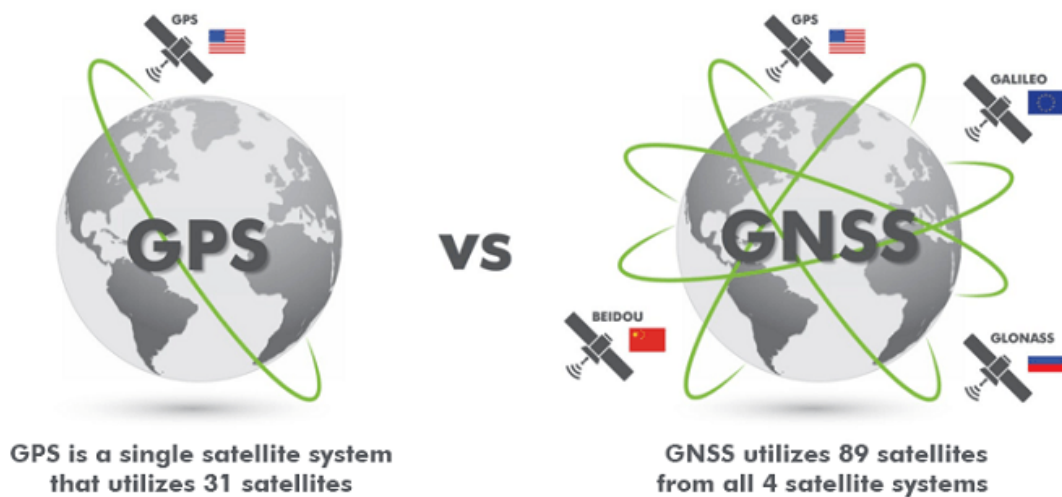 GPS
GPS
GPS is a single satellite system
that utilizes 31 satellites
vs
GPS
GALILEO
GNSS
BEIDOU
GLONASS
GNSS utilizes 89 satellites
from all 4 satellite systems